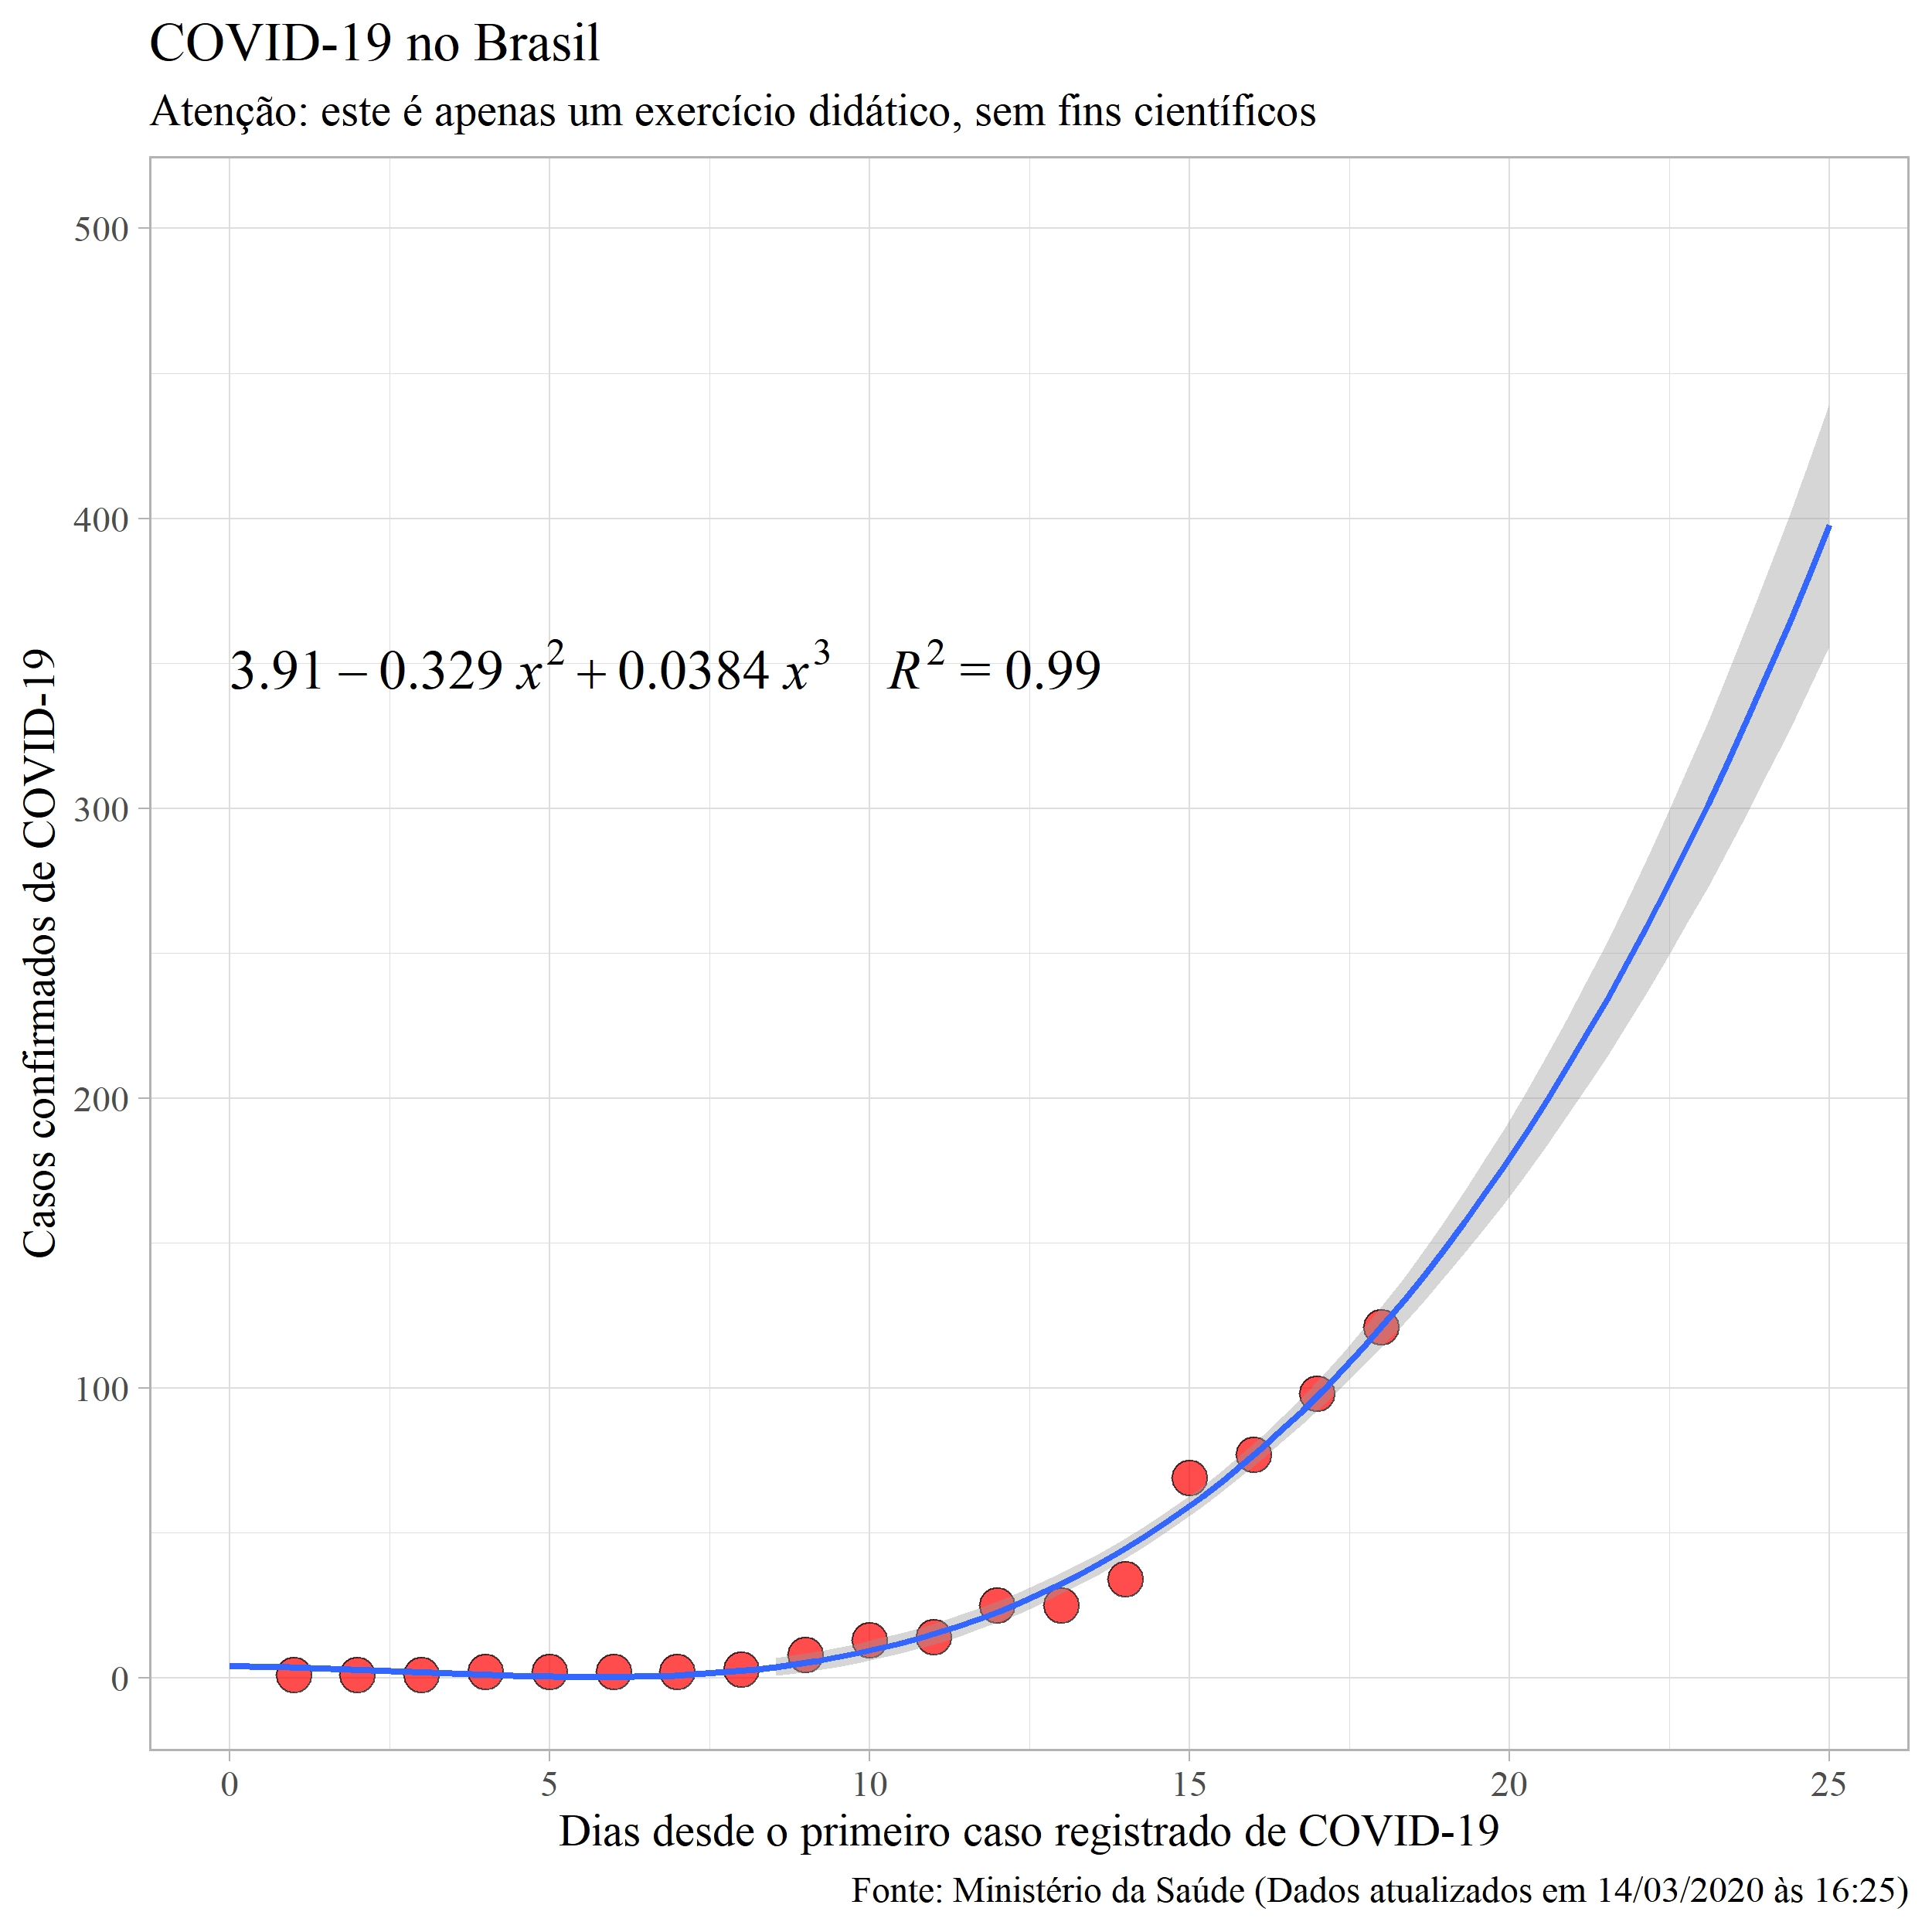 COVID-19 no Brasil
Atenção: este é apenas um exercício didático, sem fins científicos
Casos confirmados de COVID-19
500
400
300
200
100
0
3.91 − 0.329 x² + 0.0384 x³ R² = 0.99
0 5 10 15 20 25
Dias desde o primeiro caso registrado de COVID-19
Fonte: Ministério da Saúde (Dados atualizados em 14/03/2020 às 16:25)